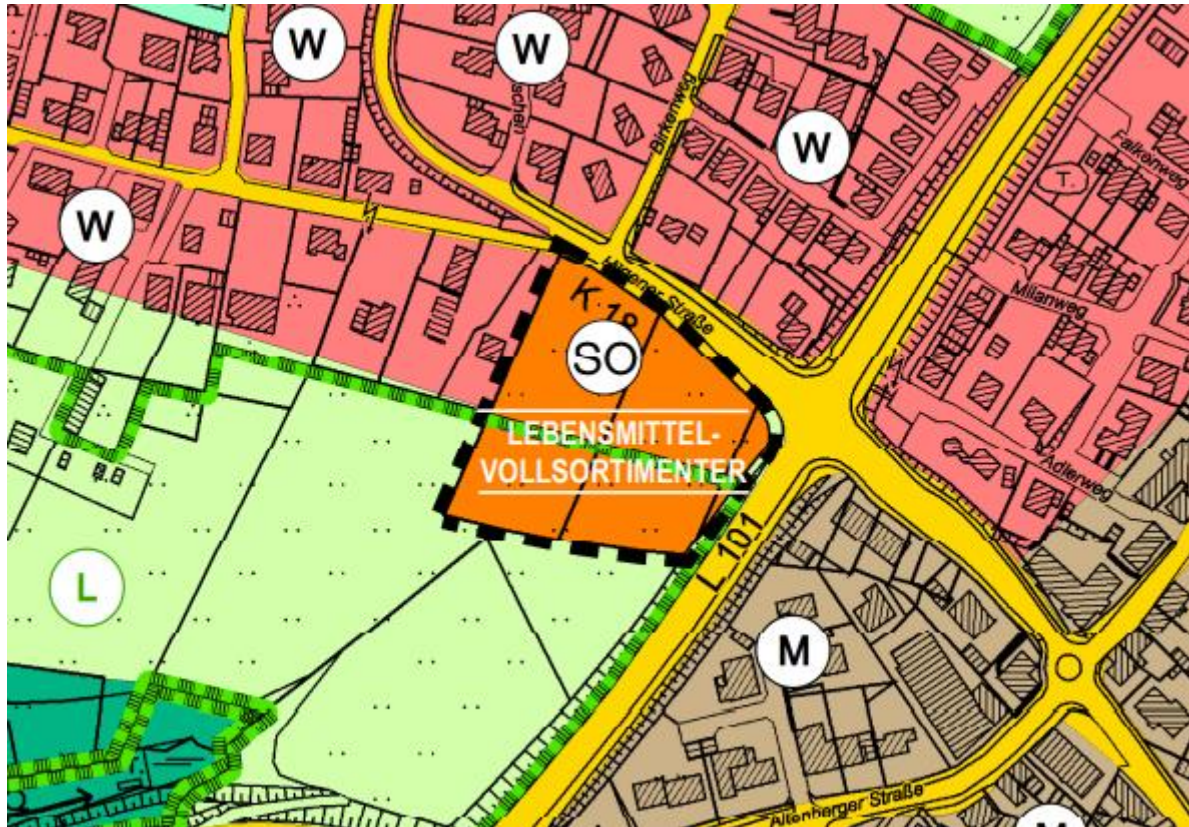 W
W
Birkenweg
W
Falkenweg
T.
W
Milanweg
K 18
SO
LEBENSMITTEL-
VOLLSORTIMENTER
Adlerweg
L 101
L
M
Altenberger Straße
M